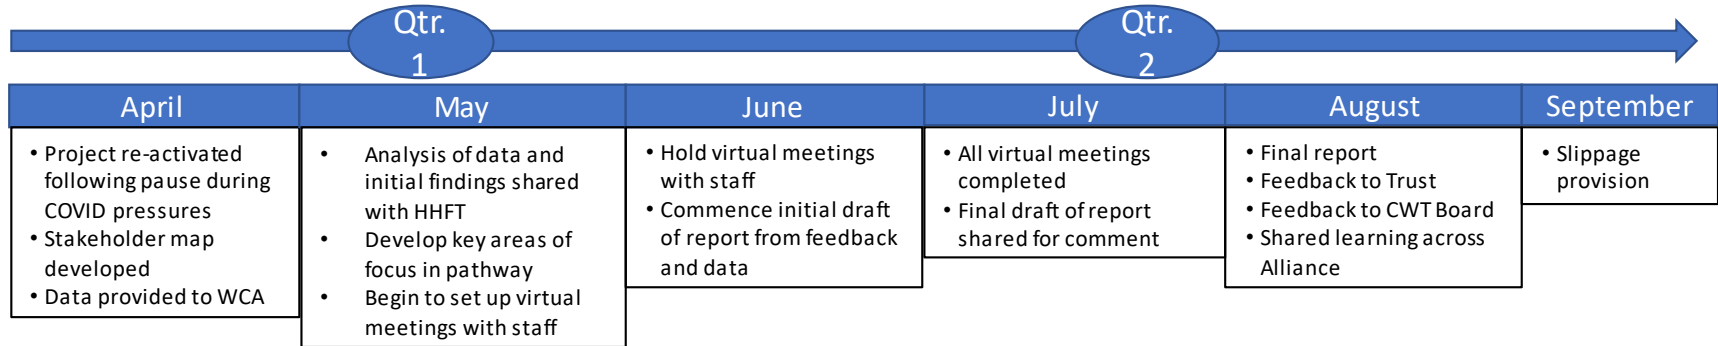 Qtr.
1
Qtr.
2
April
May
June
July
August
September
• Project re-activated
following pause during
COVID pressures
• Stakeholder map
developed
• Data provided to WCA
• Analysis of data and
initial findings shared
with HHFT
• Develop key areas of
focus in pathway
• Begin to set up virtual
meetings with staff
• Hold virtual meetings
with staff
• Commence initial draft
of report from feedback
and data
• All virtual meetings
completed
• Final draft of report
shared for comment
• Final report
• Feedback to Trust
• Feedback to CWT Board
• Shared learning across
Alliance
• Slippage
provision